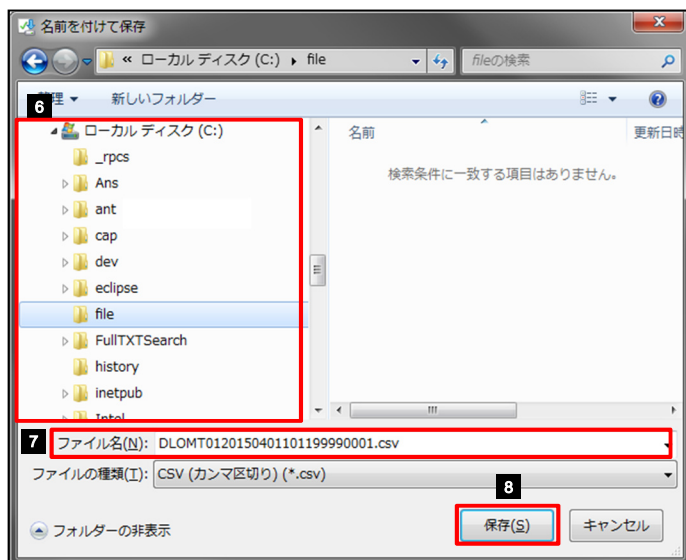 名前を付けて保存
« ローカル ディスク (C:) ▸ file
fileの検索
6
理 ▼ 新しいフォルダー
ローカル ディスク (C:)
名前
更新日時
_rpcs
検索条件に一致する項目はありません。
Ans
ant
cap
dev
eclipse
file
FullTXTSearch
history
inetpub
Intel
7
ファイル名(N): DLOMT0120150401101199990001.csv
ファイルの種類(T): CSV (カンマ区切り) (*.csv)
8
フォルダーの非表示
保存(S)
キャンセル